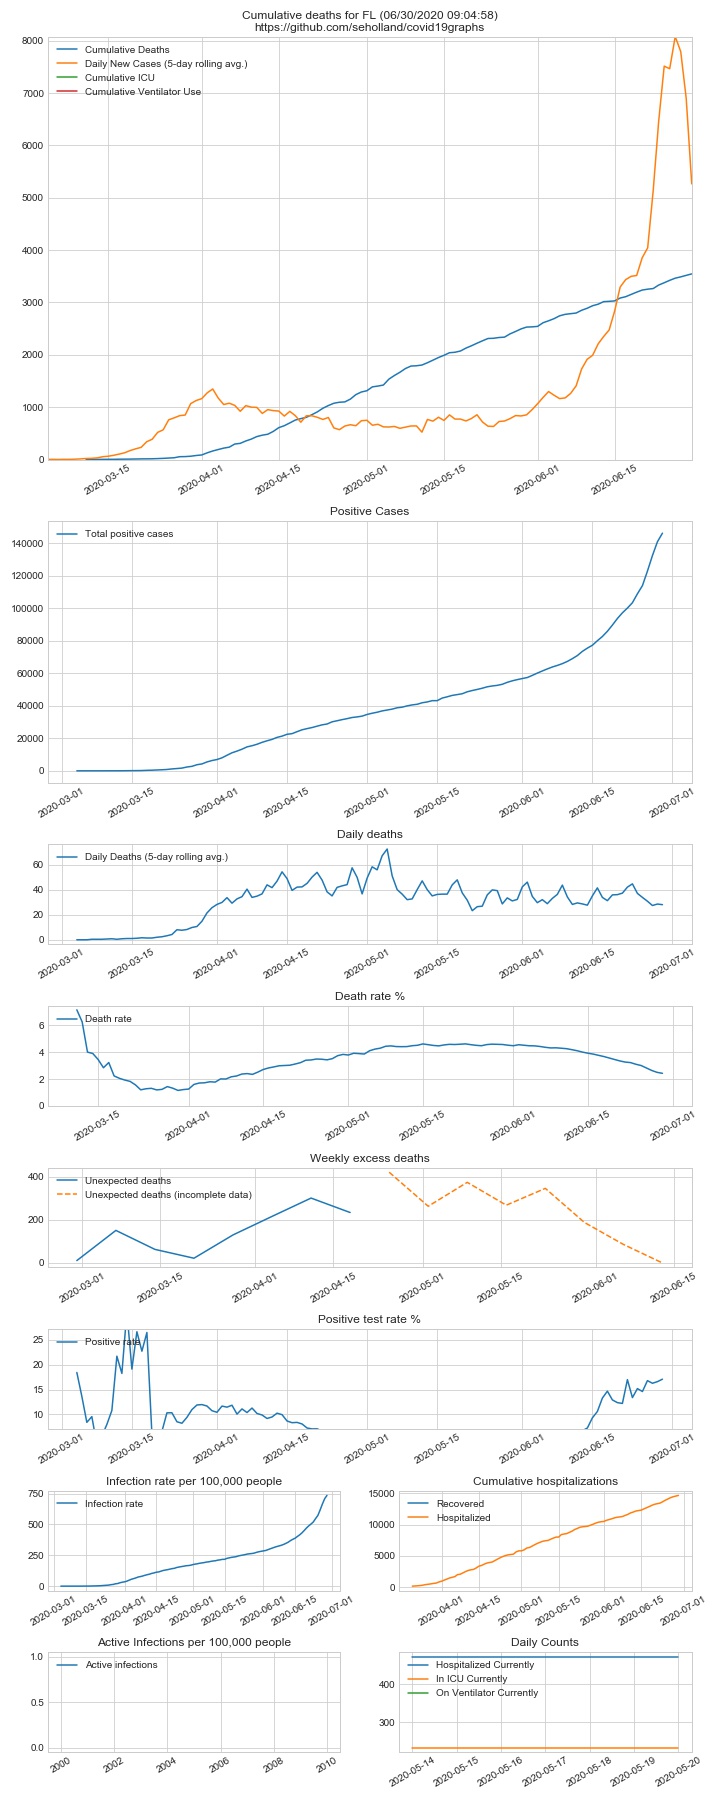 Cumulative deaths for FL (06/30/2020 09:04:58)
https://github.com/seholland/covid19graphs
Cumulative Deaths
Daily New Cases (5-day rolling avg.)
Cumulative ICU
Cumulative Ventilator Use
8000
7000
6000
5000
4000
3000
2000
1000
0
2020-03-15 2020-04-01 2020-04-15 2020-05-01 2020-05-15 2020-06-01 2020-06-15
Positive Cases
Total positive cases
140000
120000
100000
80000
60000
40000
20000
0
2020-03-01 2020-03-15 2020-04-01 2020-04-15 2020-05-01 2020-05-15 2020-06-01 2020-06-15 2020-07-01
Daily deaths
Daily Deaths (5-day rolling avg.)
60
40
20
0
2020-03-01 2020-03-15 2020-04-01 2020-04-15 2020-05-01 2020-05-15 2020-06-01 2020-06-15 2020-07-01
Death rate %
Death rate
6
4
2
0
2020-03-15 2020-04-01 2020-04-15 2020-05-01 2020-05-15 2020-06-01 2020-06-15 2020-07-01
Weekly excess deaths
Unexpected deaths
Unexpected deaths (incomplete data)
400
200
0
2020-03-01 2020-03-15 2020-04-01 2020-04-15 2020-05-01 2020-05-15 2020-06-01 2020-06-15
Positive test rate %
Positive rate
25
20
15
10
2020-03-01 2020-03-15 2020-04-01 2020-04-15 2020-05-01 2020-05-15 2020-06-01 2020-06-15 2020-07-01
Infection rate per 100,000 people
Infection rate
750
500
250
0
2020-03-01 2020-03-15 2020-04-01 2020-04-15 2020-05-01 2020-05-15 2020-06-01 2020-06-15 2020-07-01
Cumulative hospitalizations
Recovered
Hospitalized
15000
10000
5000
0
2020-04-01 2020-04-15 2020-05-01 2020-05-15 2020-06-01 2020-06-15 2020-07-01
Active Infections per 100,000 people
Active infections
1.0
0.5
0.0
2000 2002 2004 2006 2008 2010
Daily Counts
Hospitalized Currently
In ICU Currently
On Ventilator Currently
400
300
2020-05-14 2020-05-15 2020-05-16 2020-05-17 2020-05-18 2020-05-19 2020-05-20